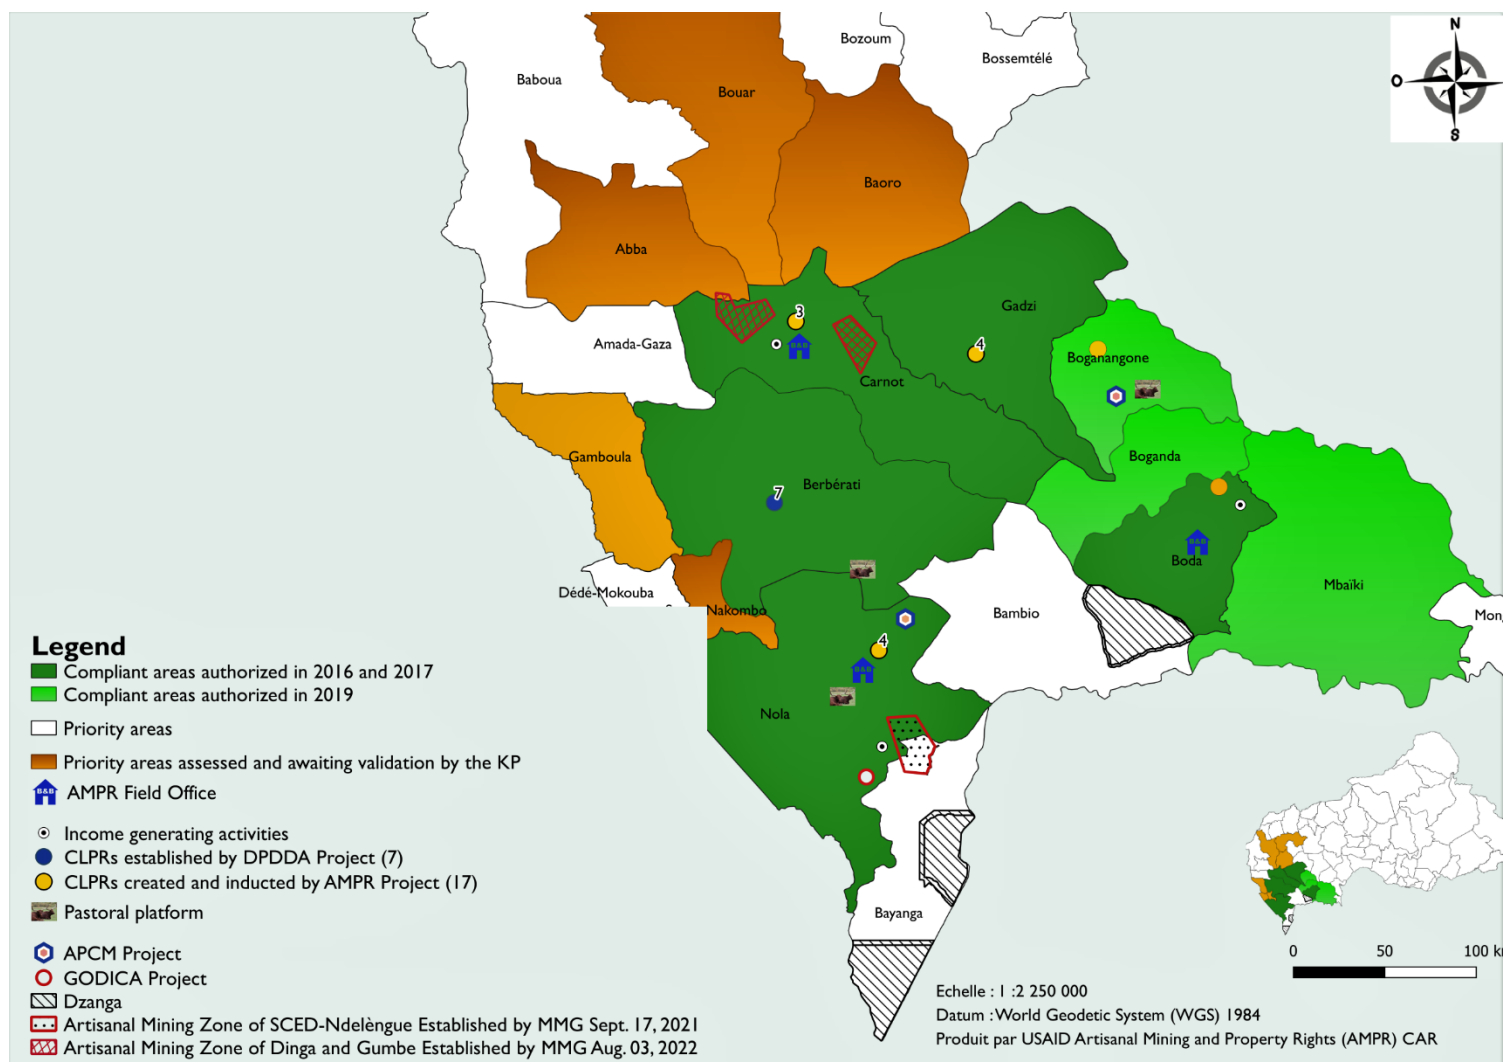 N
O
S
Bozoum
Bossemtélé
Baboua
Bouar
Baoro
Abba
Gadzi
3
Amada-Gaza
B&B
4
Boganangone
Carnot
Gamboula
Boganda
Berbérati
7
B&B
Boda
Mbaïki
Dédé-Mokouba
Nakombo
Bambio
Mong
4
B&B
Nola
Bayanga
Legend
Compliant areas authorized in 2016 and 2017
Compliant areas authorized in 2019
Priority areas
Priority areas assessed and awaiting validation by the KP
B&B AMPR Field Office
Income generating activities
CLPRs established by DPDDA Project (7)
CLPRs created and inducted by AMPR Project (17)
Pastoral platform
APCM Project
GODICA Project
Dzanga
Artisanal Mining Zone of SCED-Ndelèngue Established by MMG Sept. 17, 2021
Artisanal Mining Zone of Dinga and Gumbe Established by MMG Aug. 03, 2022
0 50 100 k
Echelle : 1 :2 250 000
Datum : World Geodetic System (WGS) 1984
Produit par USAID Artisanal Mining and Property Rights (AMPR) CAR